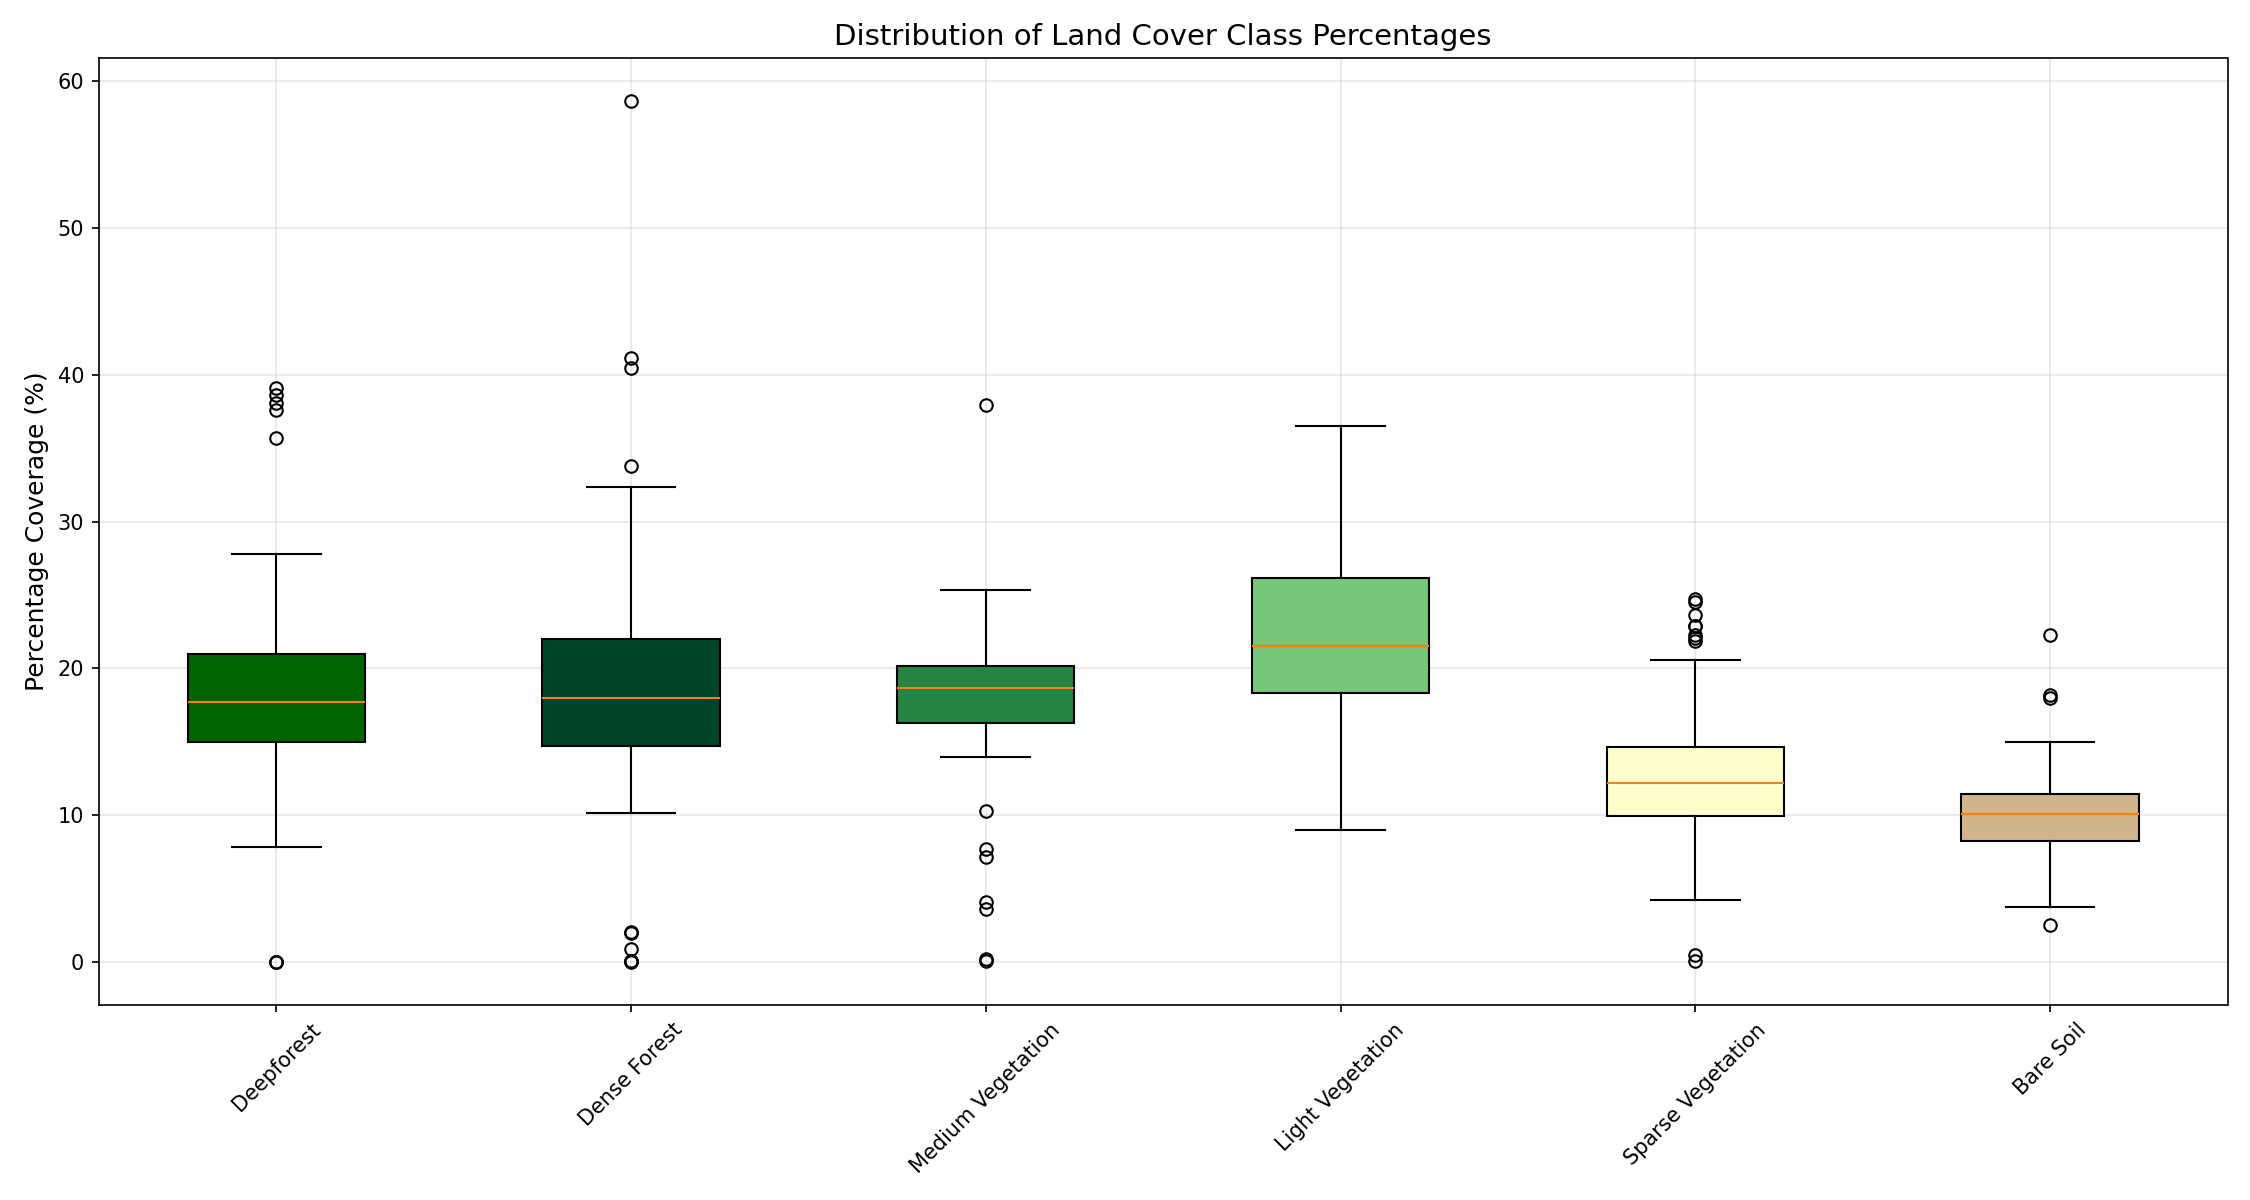 Distribution of Land Cover Class Percentages
Percentage Coverage (%)
60
50
40
30
20
10
0
Deepforest
Dense Forest
Medium Vegetation
Light Vegetation
Sparse Vegetation
Bare Soil